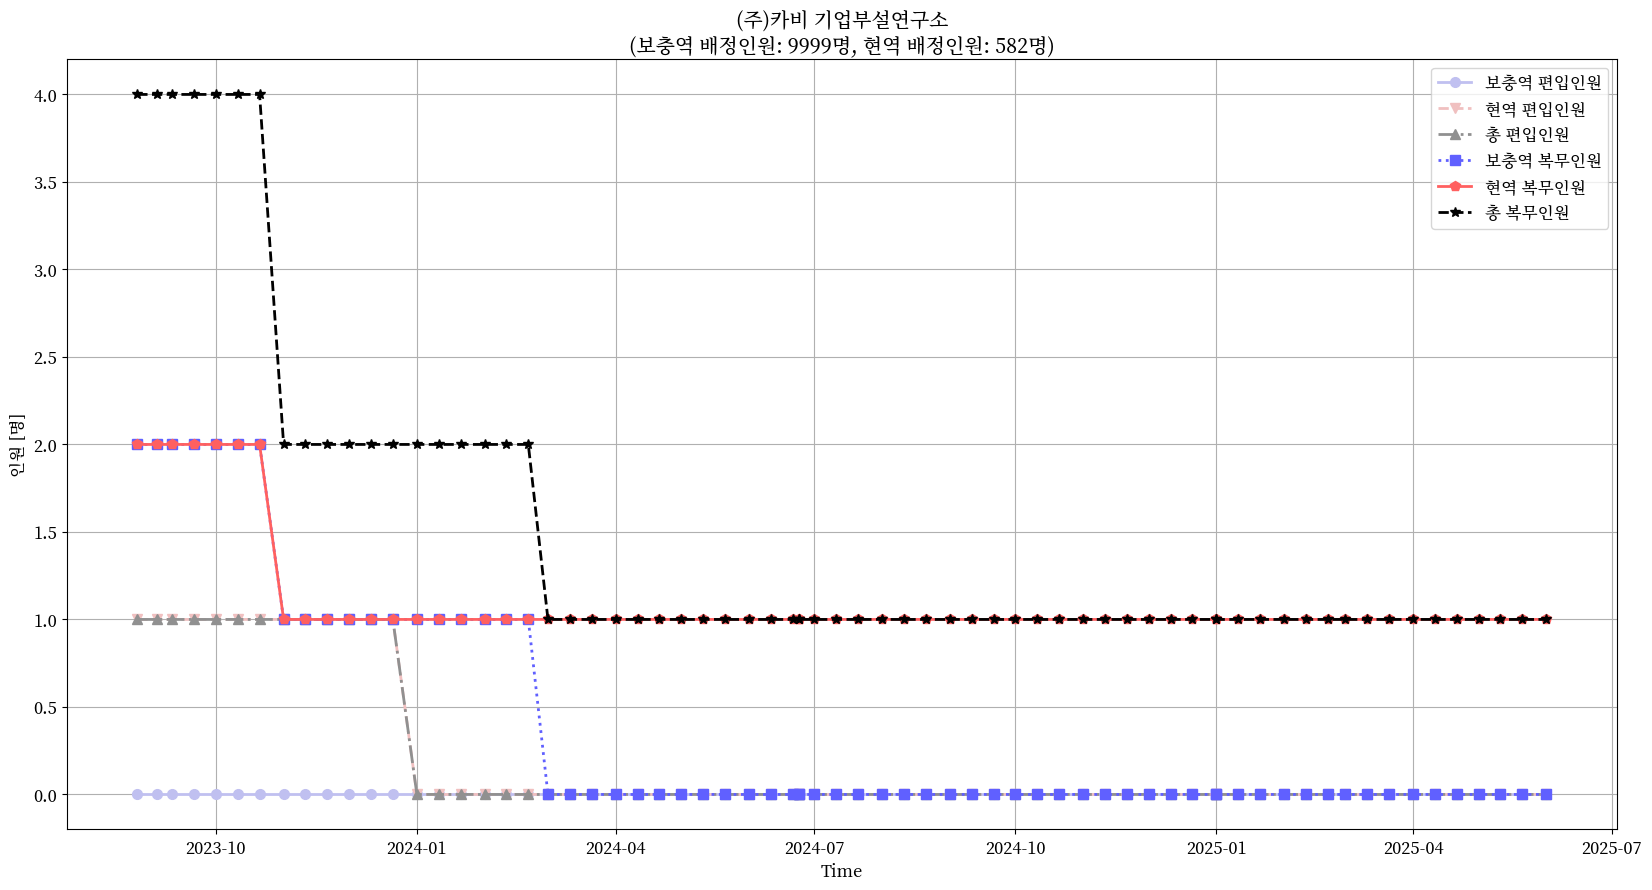 (주)카비 기업부설연구소
(보충역 배정인원: 9999명, 현역 배정인원: 582명)
보충역 편입인원
현역 편입인원
총 편입인원
보충역 복무인원
현역 복무인원
총 복무인원
인원 [명]
4.0
3.5
3.0
2.5
2.0
1.5
1.0
0.5
0.0
2023-10
2024-01
2024-04
2024-07
2024-10
2025-01
2025-04
2025-07
Time